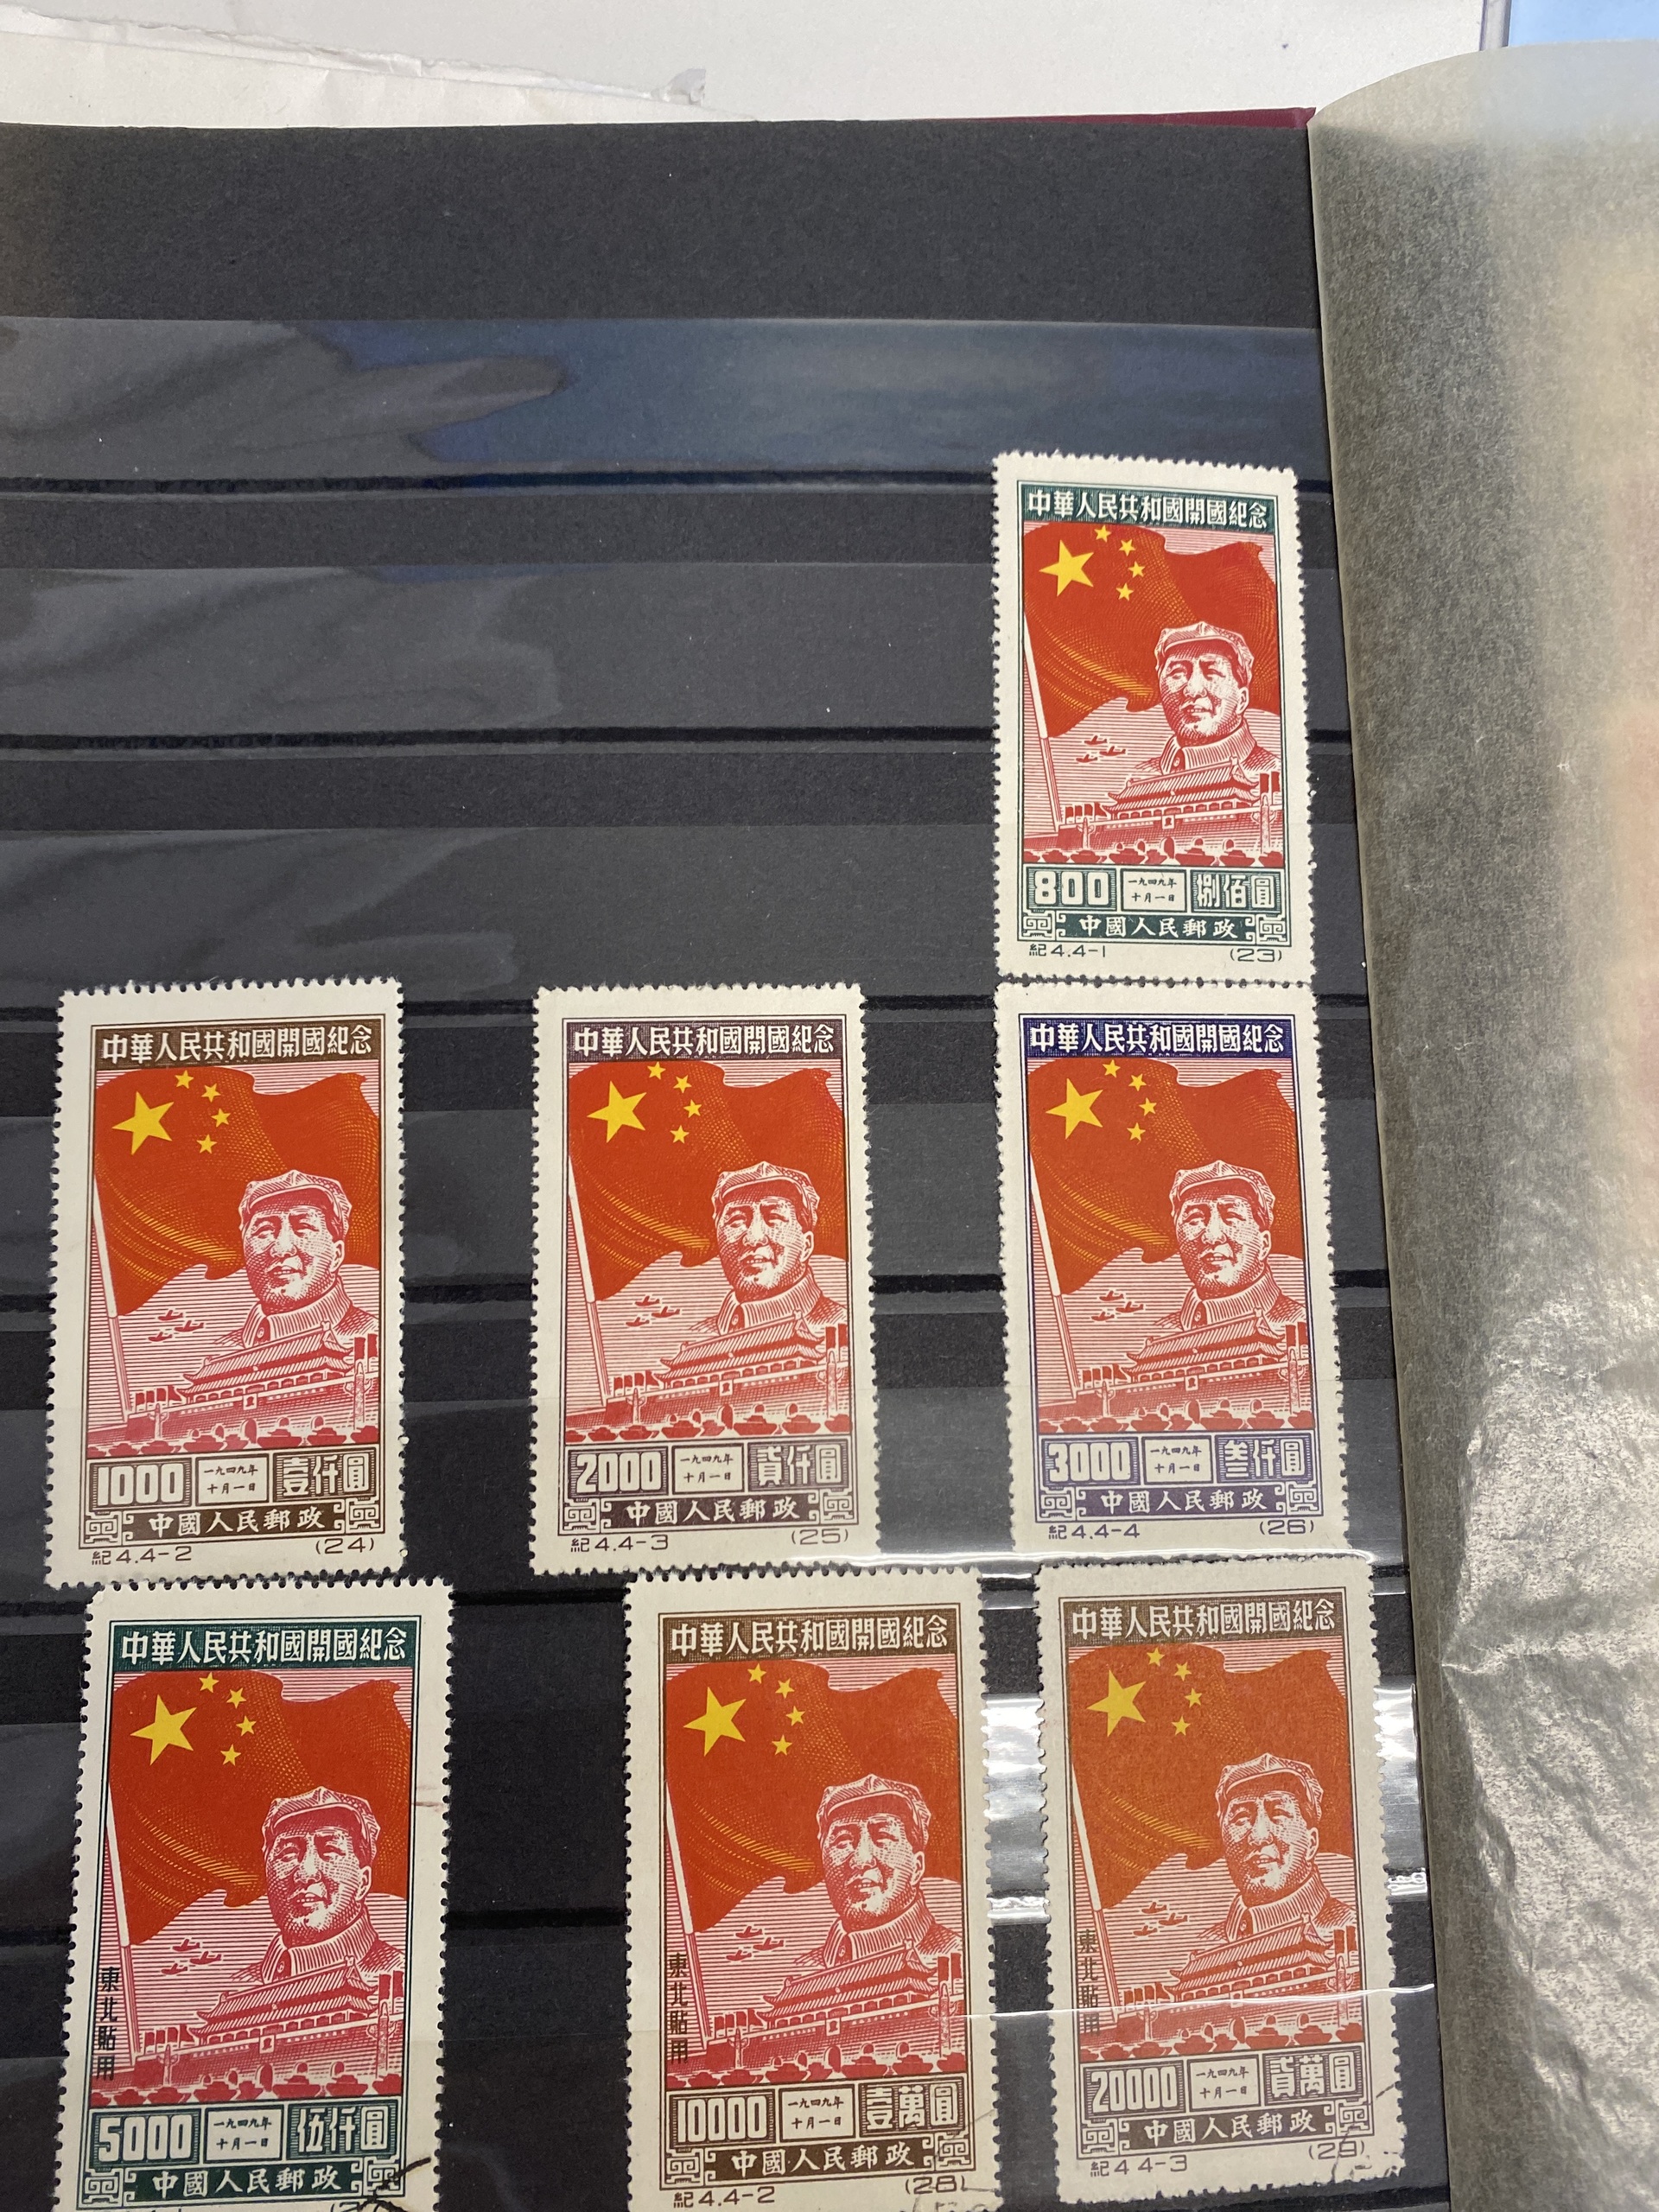 中華人民共和國開國紀念
800
一九四九年
十月一日
捌佰圓
中國人民郵政
紀4.4-1
(23)
中華人民共和國開國紀念
1000
一九四九年
十月一日
壹仟圓
中國人民郵政
紀4.4-2
(24)
中華人民共和國開國紀念
2000
一九四九年
十月一日
貳仟圓
中國人民郵政
紀4.4-3
(25)
中華人民共和國開國紀念
3000
一九四九年
十月一日
叁仟圓
中國人民郵政
紀4.4-4
(26)
中華人民共和國開國紀念
東北貼用
5000
一九四九年
十月一日
伍仟圓
中國人民郵政
中華人民共和國開國紀念
東北貼用
10000
一九四九年
十月一日
壹萬圓
中國人民郵政
紀4.4-2
(28)
中華人民共和國開國紀念
東北貼用
20000
一九四九年
十月一日
貳萬圓
中國人民郵政
紀4 4-3
(29)